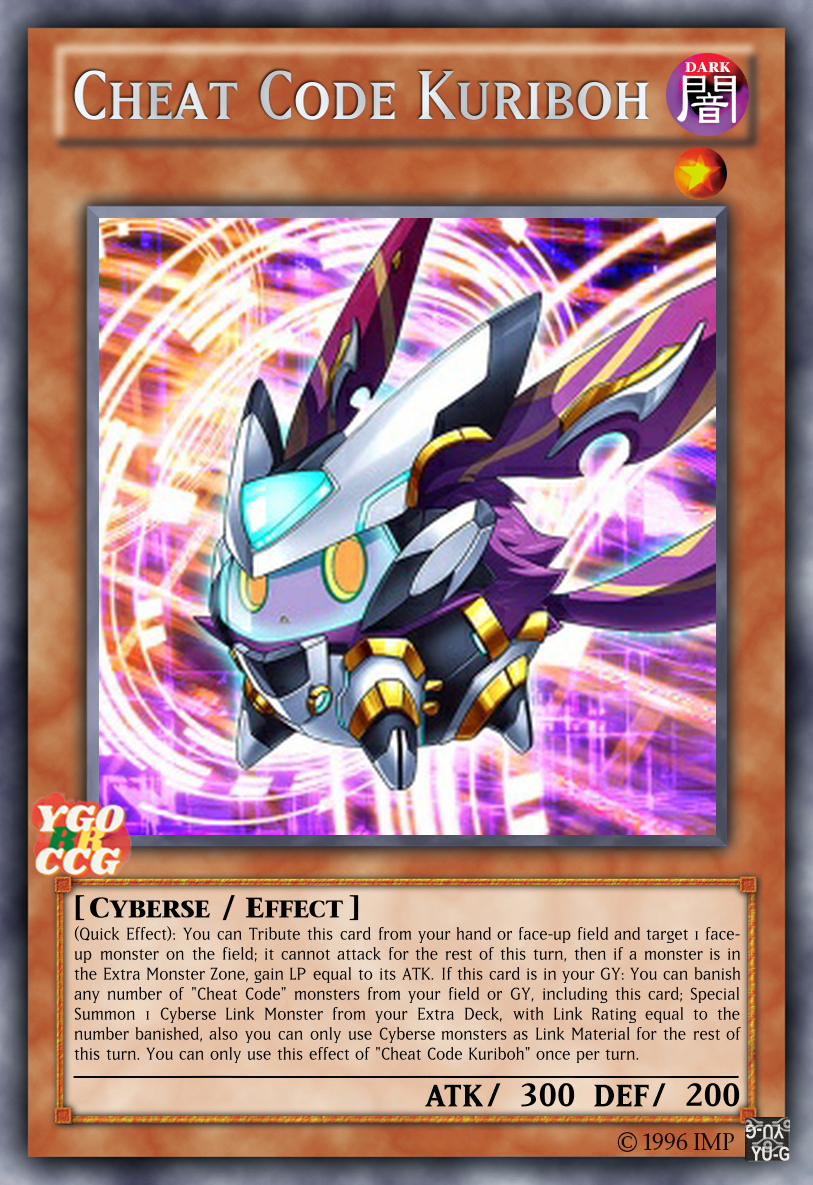 CHEAT CODE KURIBOH
DARK
闇
YGO
RR
CCG
[ CYBERSE / EFFECT ]
(Quick Effect): You can Tribute this card from your hand or face-up field and target 1 face-
up monster on the field; it cannot attack for the rest of this turn, then if a monster is in
the Extra Monster Zone, gain LP equal to its ATK. If this card is in your GY: You can banish
any number of "Cheat Code" monsters from your field or GY, including this card; Special
Summon 1 Cyberse Link Monster from your Extra Deck, with Link Rating equal to the
number banished, also you can only use Cyberse monsters as Link Material for the rest of
this turn. You can only use this effect of "Cheat Code Kuriboh" once per turn.
ATK/ 300 DEF/ 200
© 1996 IMP
YU-G
YU-G